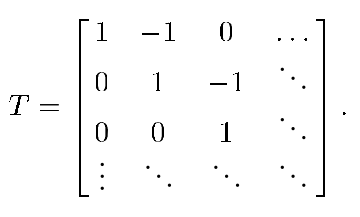 T = [ 1 −1 0 …
0 1 −1 ⋱
0 0 1 ⋱
⋮ ⋱ ⋱ ⋱ ] .